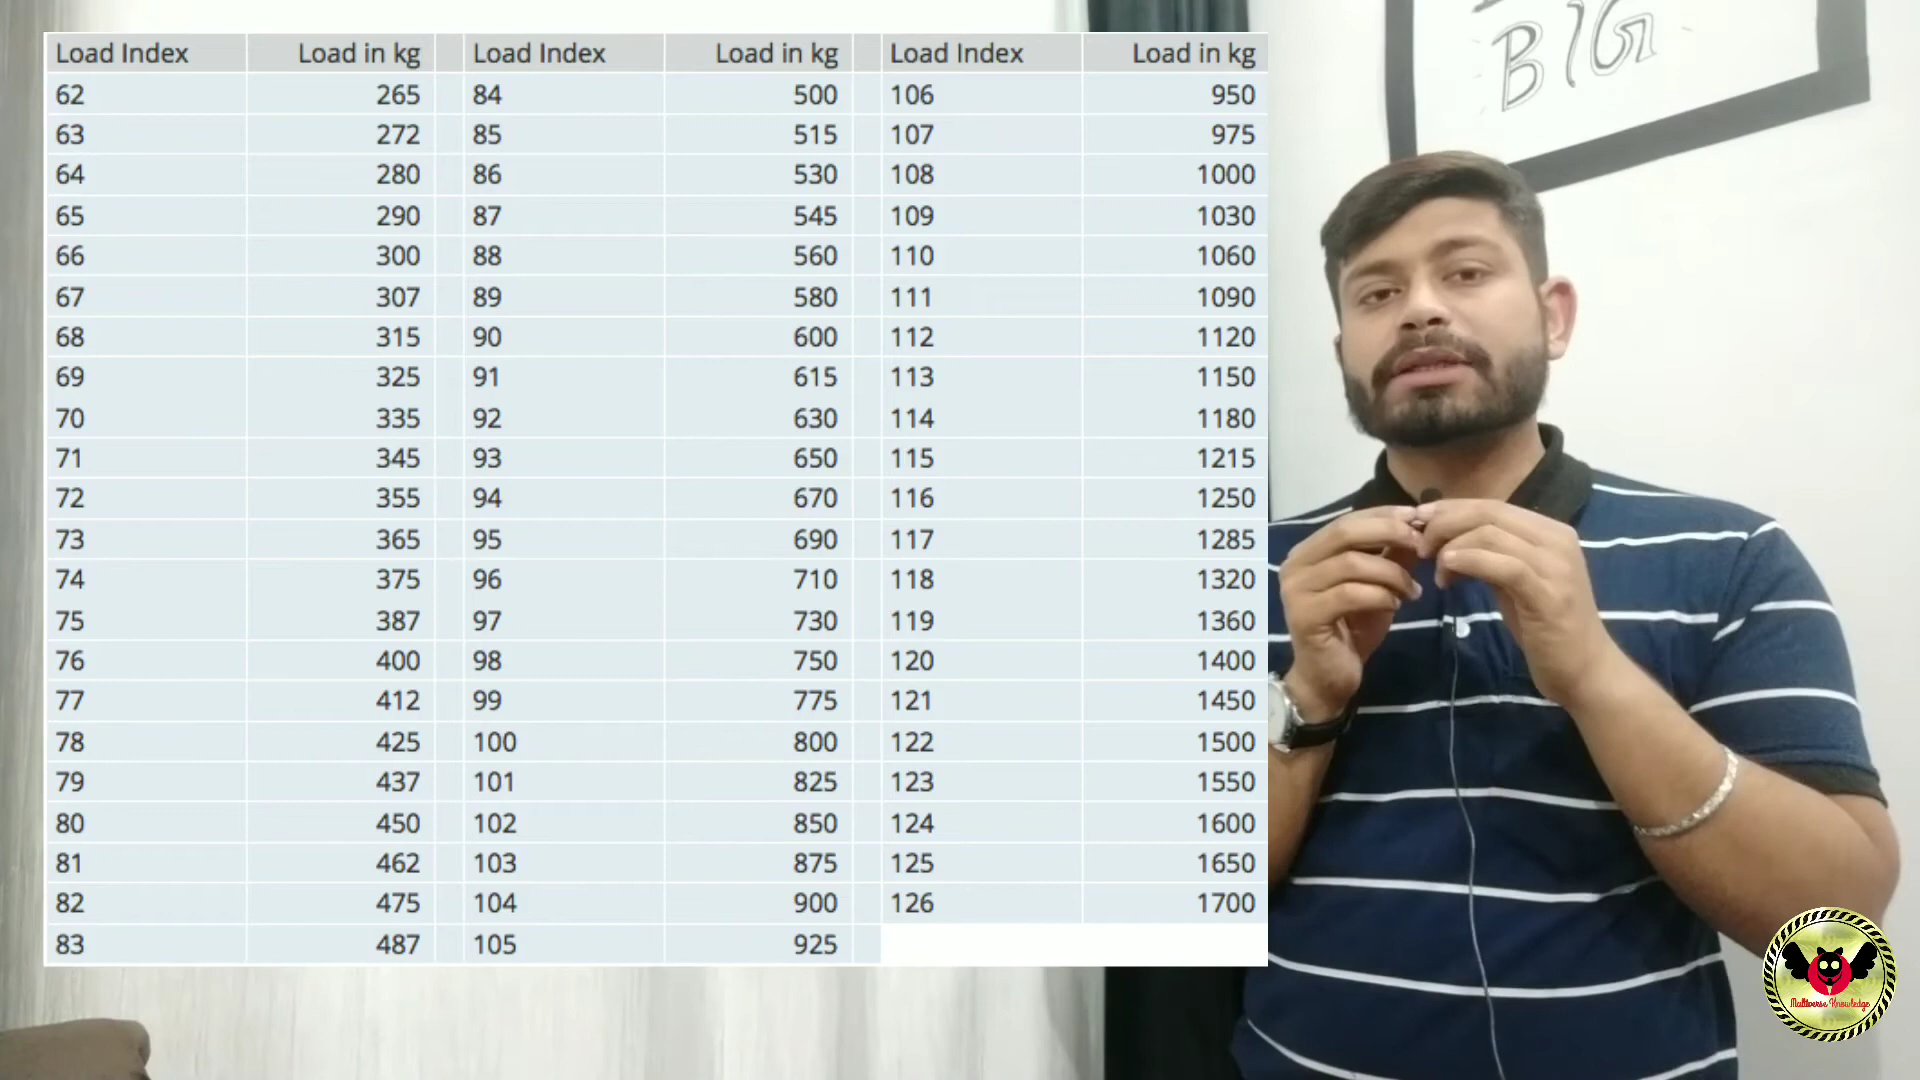 Load Index Load in kg Load Index Load in kg Load Index Load in kg
62 265 84 500 106 950
63 272 85 515 107 975
64 280 86 530 108 1000
65 290 87 545 109 1030
66 300 88 560 110 1060
67 307 89 580 111 1090
68 315 90 600 112 1120
69 325 91 615 113 1150
70 335 92 630 114 1180
71 345 93 650 115 1215
72 355 94 670 116 1250
73 365 95 690 117 1285
74 375 96 710 118 1320
75 387 97 730 119 1360
76 400 98 750 120 1400
77 412 99 775 121 1450
78 425 100 800 122 1500
79 437 101 825 123 1550
80 450 102 850 124 1600
81 462 103 875 125 1650
82 475 104 900 126 1700
83 487 105 925
BIG
Maltiverse Knowledge